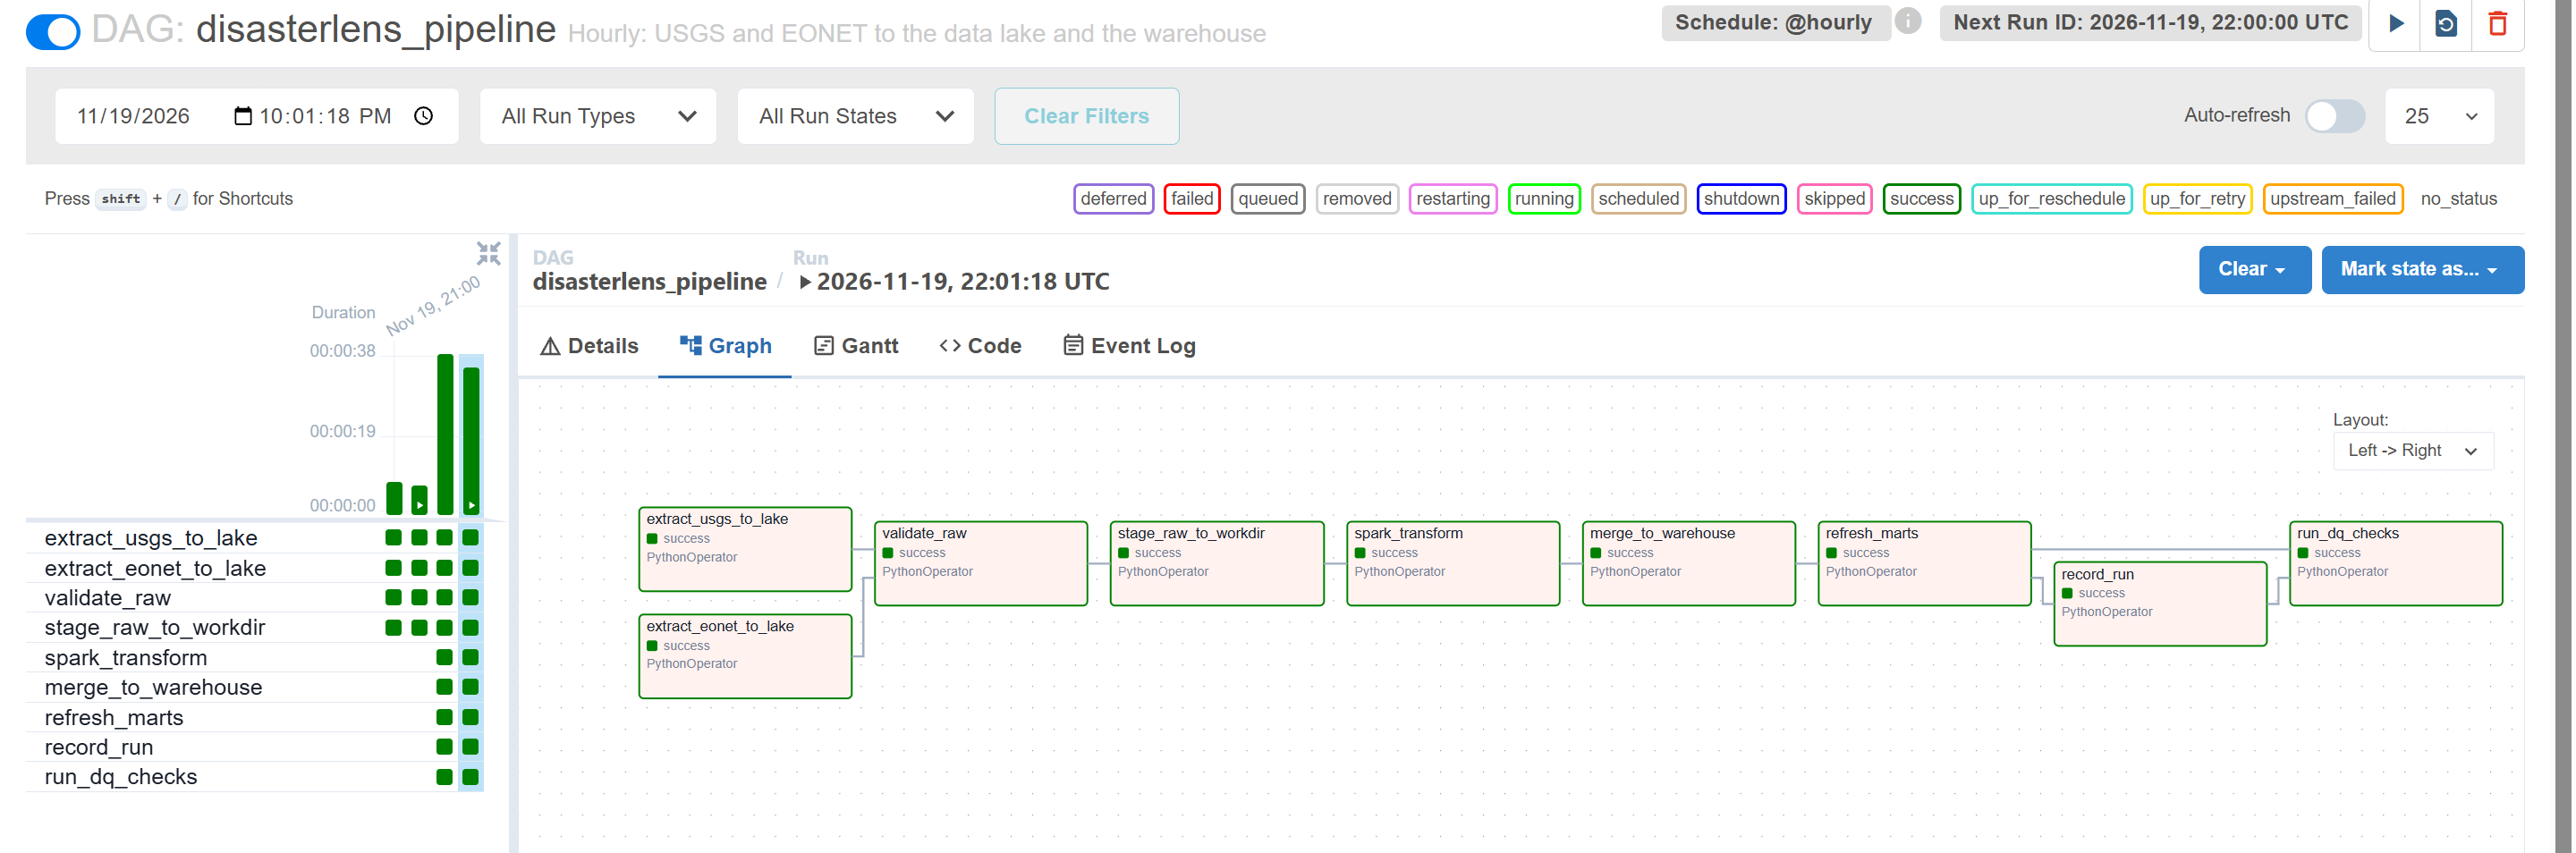 DAG: disasterlens_pipeline Hourly: USGS and EONET to the data lake and the warehouse
Schedule: @hourly
Next Run ID: 2026-11-19, 22:00:00 UTC
11/19/2026 10:01:18 PM
All Run Types
All Run States
Clear Filters
Auto-refresh
25
Press shift + / for Shortcuts
deferred failed queued removed restarting running scheduled shutdown skipped success up_for_reschedule up_for_retry upstream_failed no_status
Nov 19, 21:00
Duration
00:00:38
00:00:19
00:00:00
extract_usgs_to_lake
extract_eonet_to_lake
validate_raw
stage_raw_to_workdir
spark_transform
merge_to_warehouse
refresh_marts
record_run
run_dq_checks
DAG
disasterlens_pipeline /
Run
2026-11-19, 22:01:18 UTC
Clear
Mark state as...
Details
Graph
Gantt
Code
Event Log
Layout:
Left -> Right
extract_usgs_to_lake
success
PythonOperator
extract_eonet_to_lake
success
PythonOperator
validate_raw
success
PythonOperator
stage_raw_to_workdir
success
PythonOperator
spark_transform
success
PythonOperator
merge_to_warehouse
success
PythonOperator
refresh_marts
success
PythonOperator
record_run
success
PythonOperator
run_dq_checks
success
PythonOperator